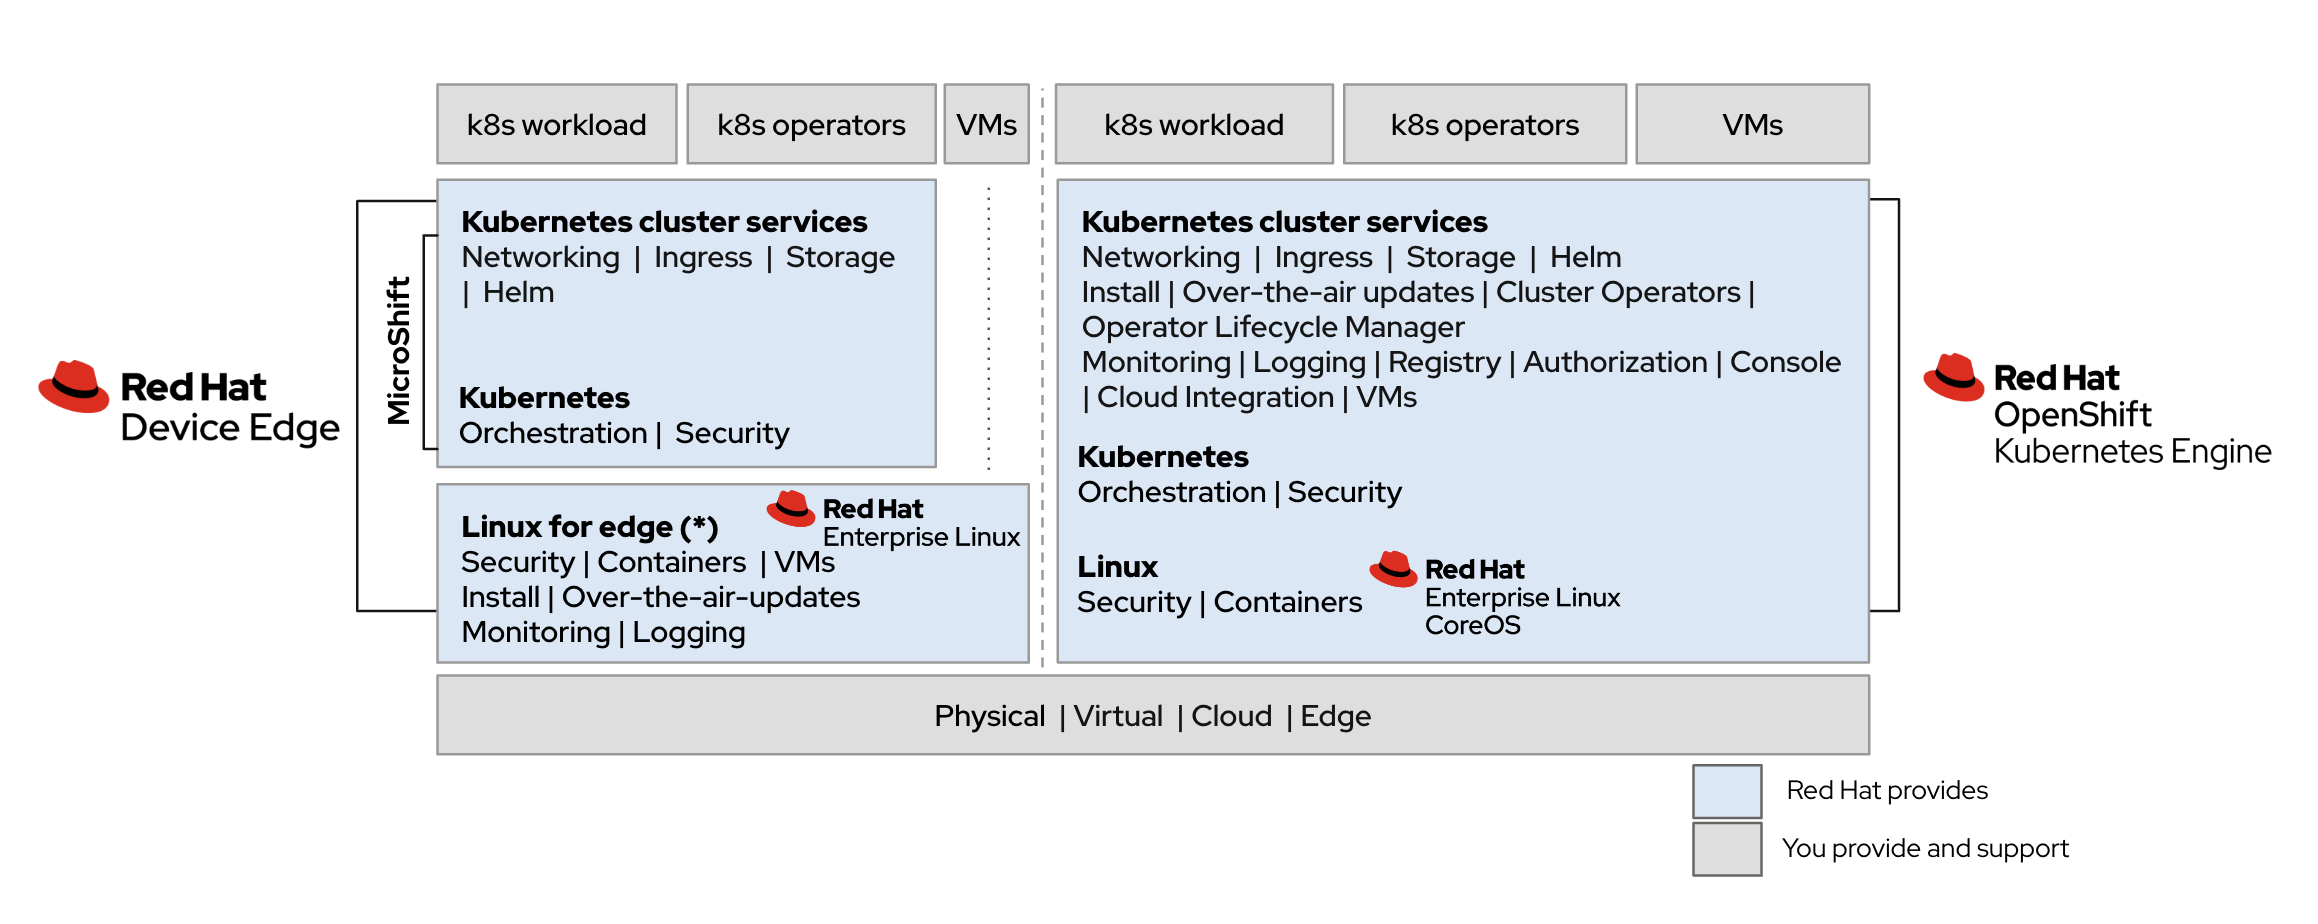 k8s workload
k8s operators
VMs
k8s workload
k8s operators
VMs
Red Hat
Device Edge
MicroShift
Kubernetes cluster services
Networking | Ingress | Storage
| Helm
Kubernetes
Orchestration | Security
Linux for edge (*)
Security | Containers | VMs
Install | Over-the-air-updates
Monitoring | Logging
Red Hat
Enterprise Linux
Kubernetes cluster services
Networking | Ingress | Storage | Helm
Install | Over-the-air updates | Cluster Operators |
Operator Lifecycle Manager
Monitoring | Logging | Registry | Authorization | Console
| Cloud Integration | VMs
Kubernetes
Orchestration | Security
Linux
Security | Containers
Red Hat
Enterprise Linux
CoreOS
Red Hat
OpenShift
Kubernetes Engine
Physical | Virtual | Cloud | Edge
Red Hat provides
You provide and support